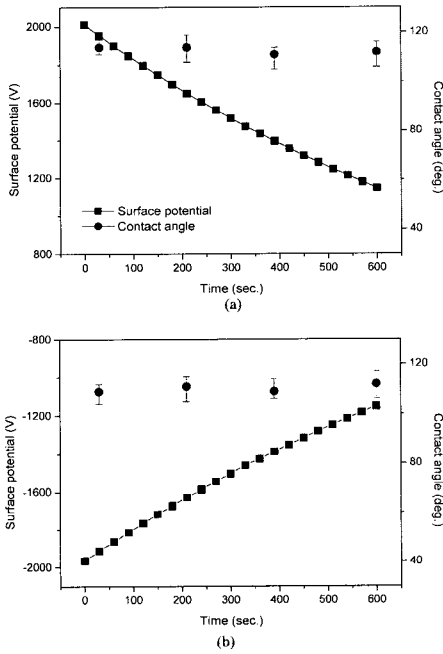 2000
1600
1200
800
Surface potential (V)
120
80
40
Contact angle (deg.)
Surface potential
Contact angle
0 100 200 300 400 500 600
Time (sec.)
(a)
-800
-1200
-1600
-2000
Surface potential (V)
120
80
40
Contact angle (deg.)
0 100 200 300 400 500 600
Time (sec.)
(b)